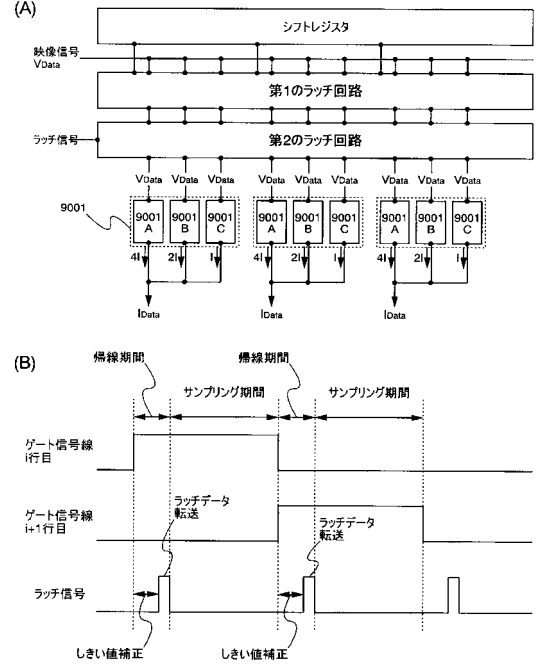 (A)
シフトレジスタ
映像信号
VData
第1のラッチ回路
ラッチ信号
第2のラッチ回路
VData VData VData VData VData VData VData VData VData
9001
9001 A 9001 B 9001 C 9001 A 9001 B 9001 C 9001 A 9001 B 9001 C
4I 2I I 4I 2I I 4I 2I I
IData IData IData
(B)
帰線期間 帰線期間
サンプリング期間 サンプリング期間
ゲート信号線
i行目
ラッチデータ
転送
ラッチデータ
転送
ゲート信号線
i+1行目
ラッチ信号
しきい値補正 しきい値補正